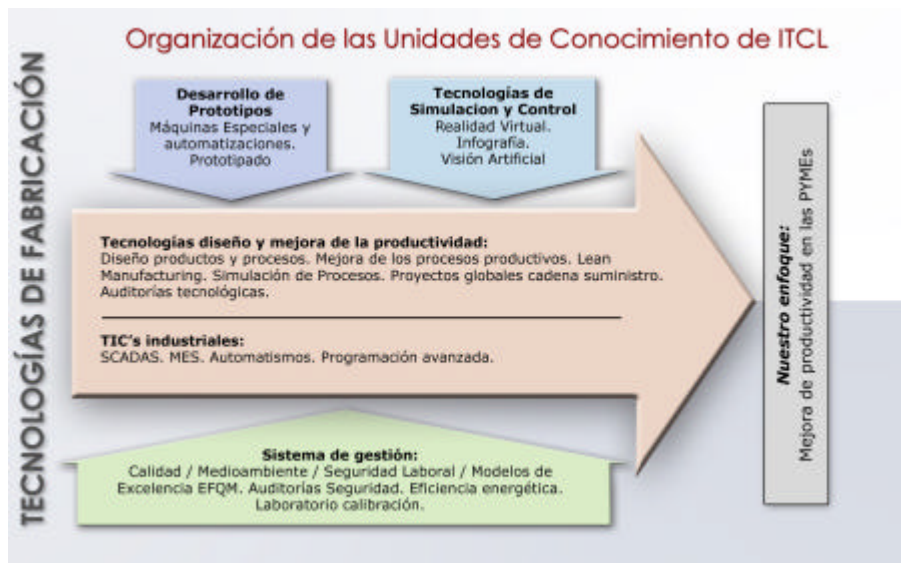 Organización de las Unidades de Conocimiento de ITCL
TECNOLOGÍAS DE FABRICACIÓN
Desarrollo de
Prototipos
Máquinas Especiales y
automatizaciones.
Prototipado
Tecnologías de
Simulacion y Control
Realidad Virtual.
Infografía.
Visión Artificial
Tecnologías diseño y mejora de la productividad:
Diseño productos y procesos. Mejora de los procesos productivos. Lean
Manufacturing. Simulación de Procesos. Proyectos globales cadena suministro.
Auditorías tecnológicas.
TIC's industriales:
SCADAS. MES. Automatismos. Programación avanzada.
Sistema de gestión:
Calidad / Medioambiente / Seguridad Laboral / Modelos de
Excelencia EFQM. Auditorías Seguridad. Eficiencia energética.
Laboratorio calibración.
Nuestro enfoque:
Mejora de productividad en las PYMEs